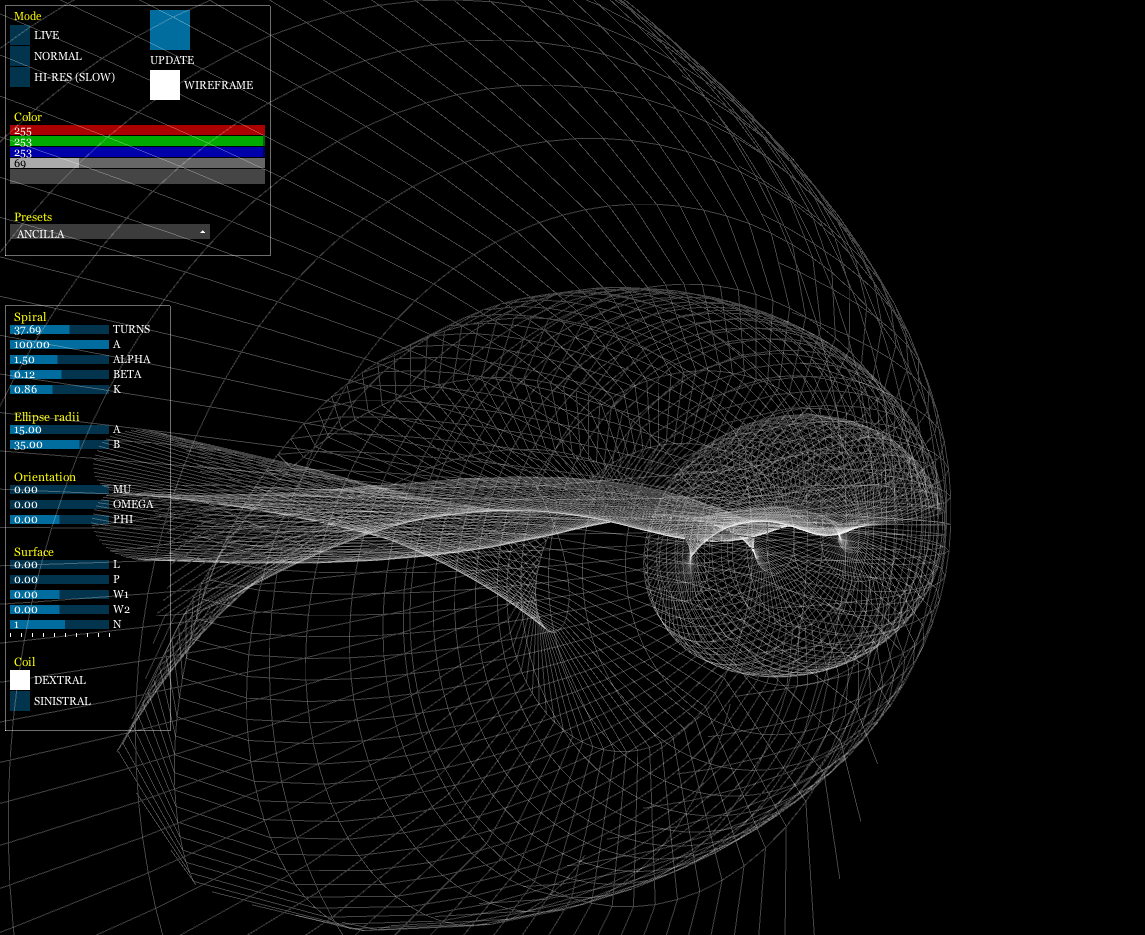 Mode
LIVE
NORMAL
HI-RES (SLOW)
UPDATE
WIREFRAME
Color
255
253
253
69
Presets
ANCILLA
Spiral
37.69 TURNS
100.00 A
1.50 ALPHA
0.12 BETA
0.86 K
Ellipse radii
15.00 A
35.00 B
Orientation
0.00 MU
0.00 OMEGA
0.00 PHI
Surface
0.00 L
0.00 P
0.00 W1
0.00 W2
1 N
Coil
DEXTRAL
SINISTRAL